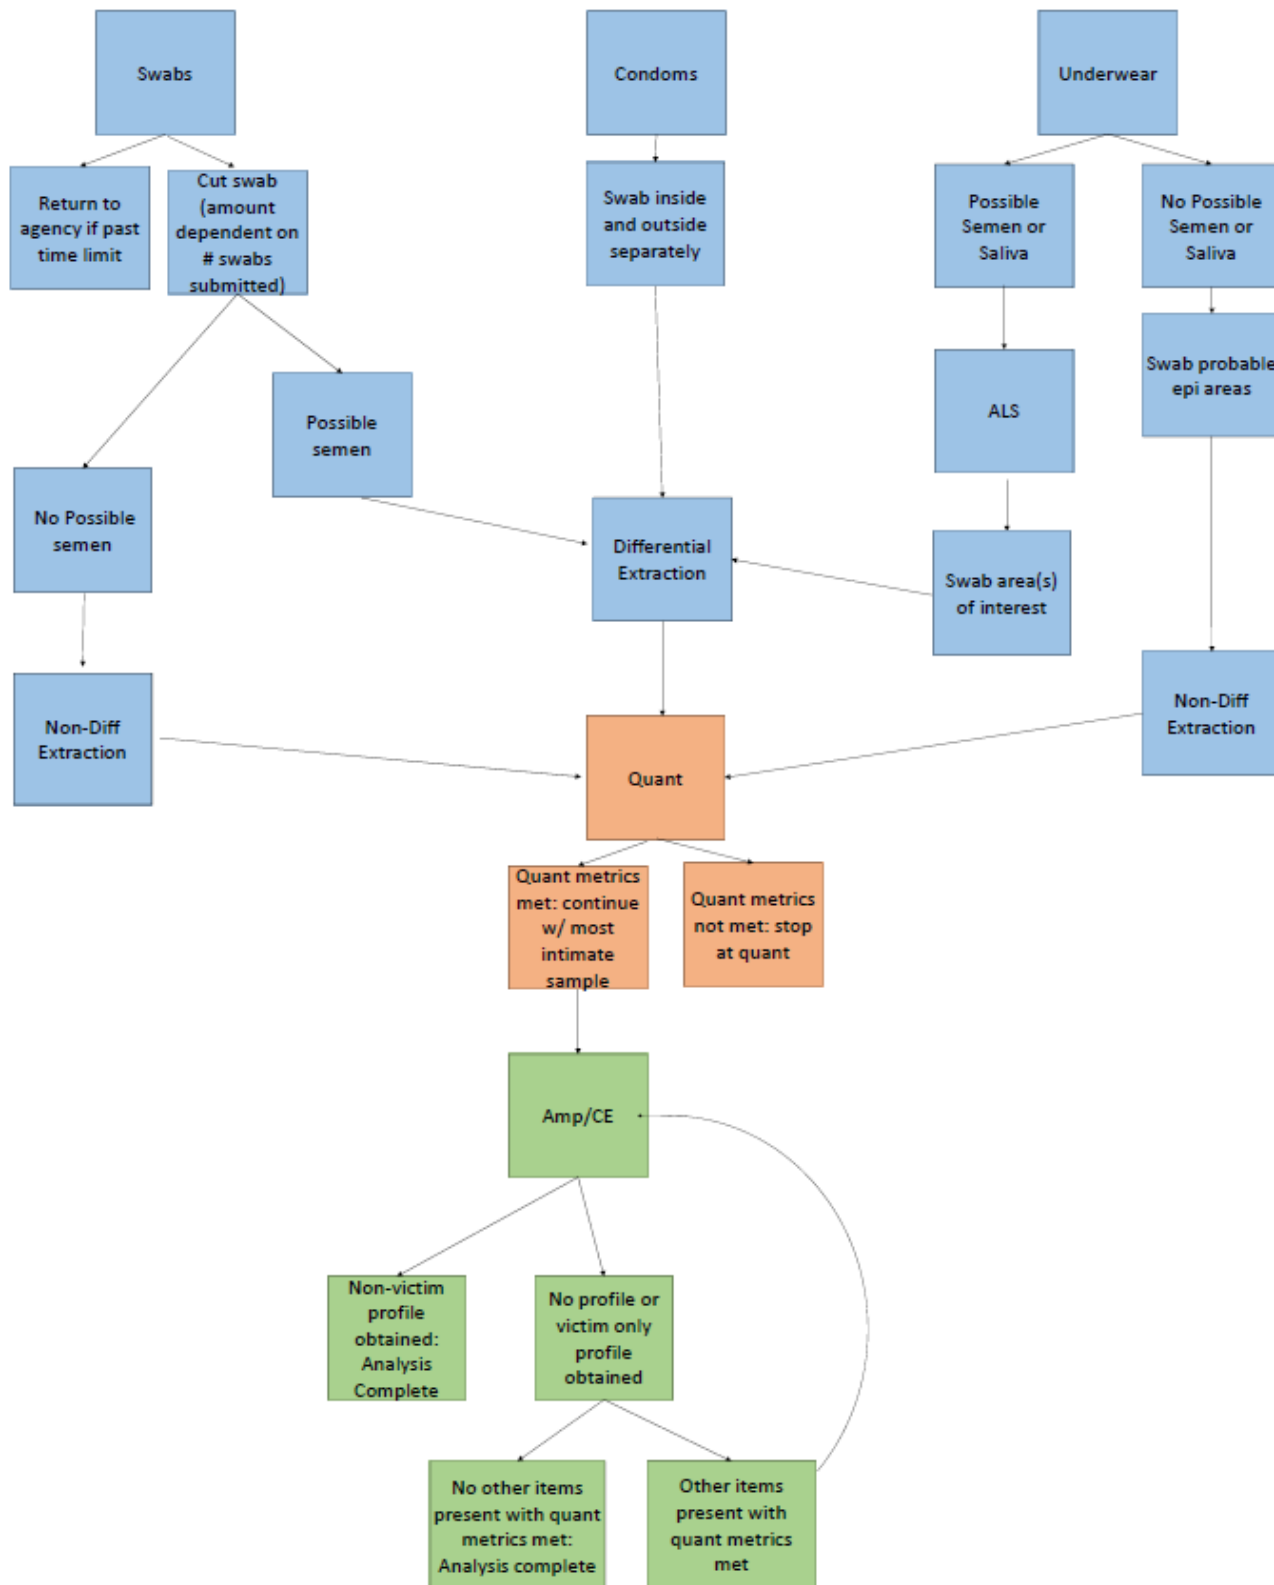 Swabs
Condoms
Underwear
Return to
agency if past
time limit
Cut swab
(amount
dependent on
# swabs
submitted)
Swab inside
and outside
separately
Possible
Semen or
Saliva
No Possible
Semen or
Saliva
Swab probable
epi areas
ALS
Possible
semen
No Possible
semen
Differential
Extraction
Swab area(s)
of interest
Non-Diff
Extraction
Non-Diff
Extraction
Quant
Quant metrics
met: continue
w/ most
intimate
sample
Quant metrics
not met: stop
at quant
Amp/CE
Non-victim
profile
obtained:
Analysis
Complete
No profile or
victim only
profile
obtained
No other items
present with quant
metrics met:
Analysis complete
Other items
present with
quant metrics
met